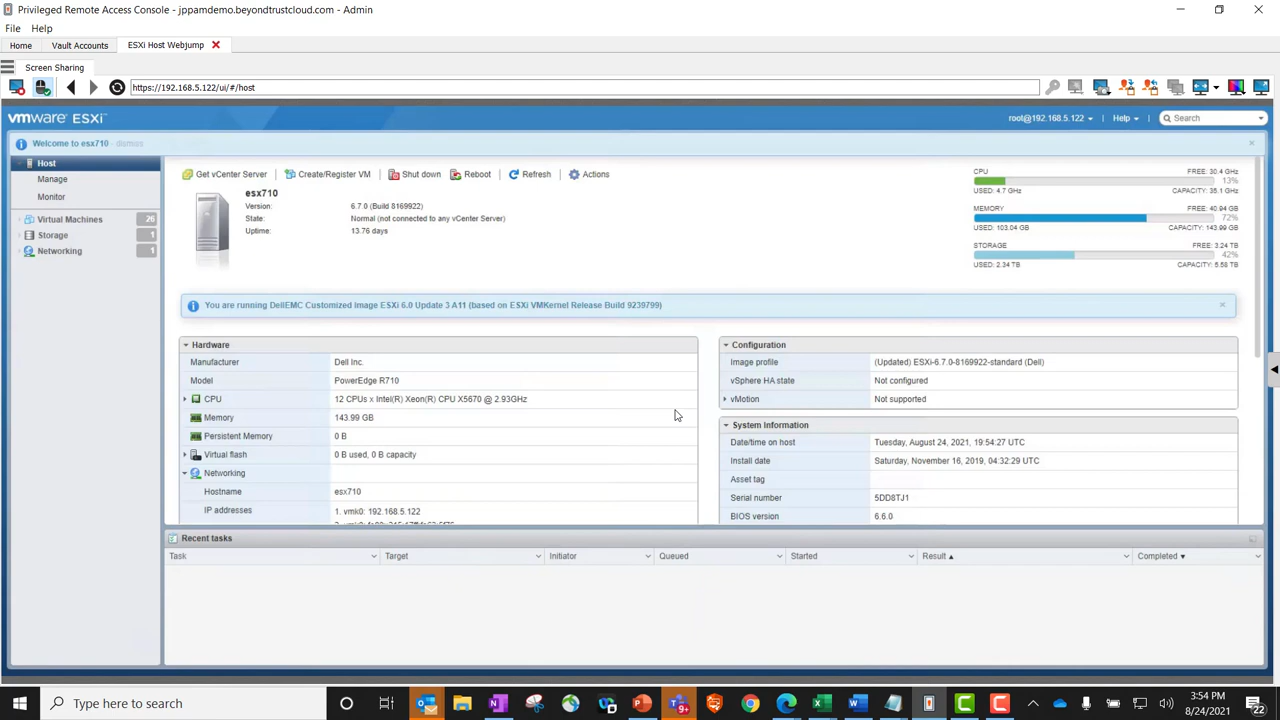 Privileged Remote Access Console - jppamdemo.beyondtrustcloud.com - Admin
File Help
Home Vault Accounts ESXi Host Webjump
Screen Sharing
https://192.168.5.122/ui/#/host
vmware ESXi
root@192.168.5.122 Help Search
Welcome to esx710 dismiss
Host
Manage
Monitor
Virtual Machines 26
Storage 1
Networking 1
Get vCenter Server Create/Register VM Shut down Reboot Refresh Actions
esx710
Version: 6.7.0 (Build 8169922)
State: Normal (not connected to any vCenter Server)
Uptime: 13.76 days
CPU FREE: 30.4 GHz
13%
USED: 4.7 GHz CAPACITY: 35.1 GHz
MEMORY FREE: 40.94 GB
72%
USED: 103.04 GB CAPACITY: 143.99 GB
STORAGE FREE: 3.24 TB
42%
USED: 2.34 TB CAPACITY: 5.58 TB
You are running DellEMC Customized Image ESXi 6.0 Update 3 A11 (based on ESXi VMKernel Release Build 9239799)
Hardware
Manufacturer Dell Inc.
Model PowerEdge R710
CPU 12 CPUs x Intel(R) Xeon(R) CPU X5670 @ 2.93GHz
Memory 143.99 GB
Persistent Memory 0 B
Virtual flash 0 B used, 0 B capacity
Networking
Hostname esx710
IP addresses 1. vmk0: 192.168.5.122
Configuration
Image profile (Updated) ESXi-6.7.0-8169922-standard (Dell)
vSphere HA state Not configured
vMotion Not supported
System Information
Date/time on host Tuesday, August 24, 2021, 19:54:27 UTC
Install date Saturday, November 16, 2019, 04:32:29 UTC
Asset tag
Serial number 5DD8TJ1
BIOS version 6.6.0
Recent tasks
Task Target Initiator Queued Started Result Completed
Type here to search
9+
3:54 PM
8/24/2021
22